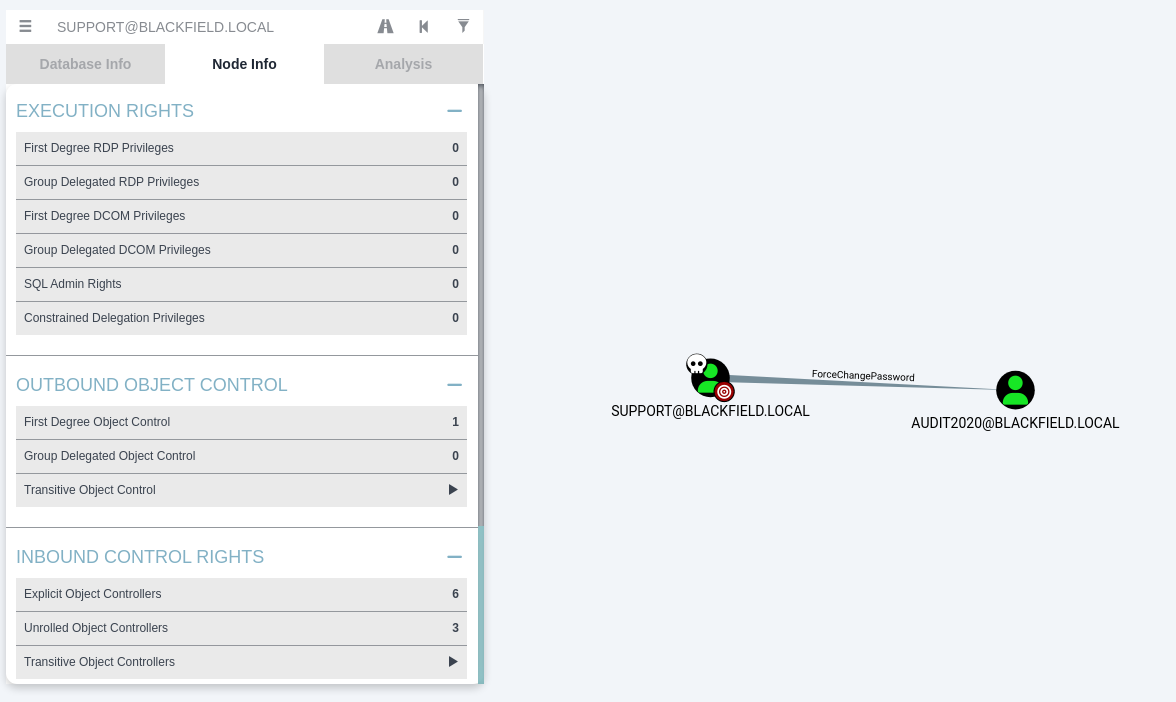 SUPPORT@BLACKFIELD.LOCAL
Database Info
Node Info
Analysis
EXECUTION RIGHTS
First Degree RDP Privileges 0
Group Delegated RDP Privileges 0
First Degree DCOM Privileges 0
Group Delegated DCOM Privileges 0
SQL Admin Rights 0
Constrained Delegation Privileges 0
OUTBOUND OBJECT CONTROL
First Degree Object Control 1
Group Delegated Object Control 0
Transitive Object Control
INBOUND CONTROL RIGHTS
Explicit Object Controllers 6
Unrolled Object Controllers 3
Transitive Object Controllers
ForceChangePassword
SUPPORT@BLACKFIELD.LOCAL
AUDIT2020@BLACKFIELD.LOCAL